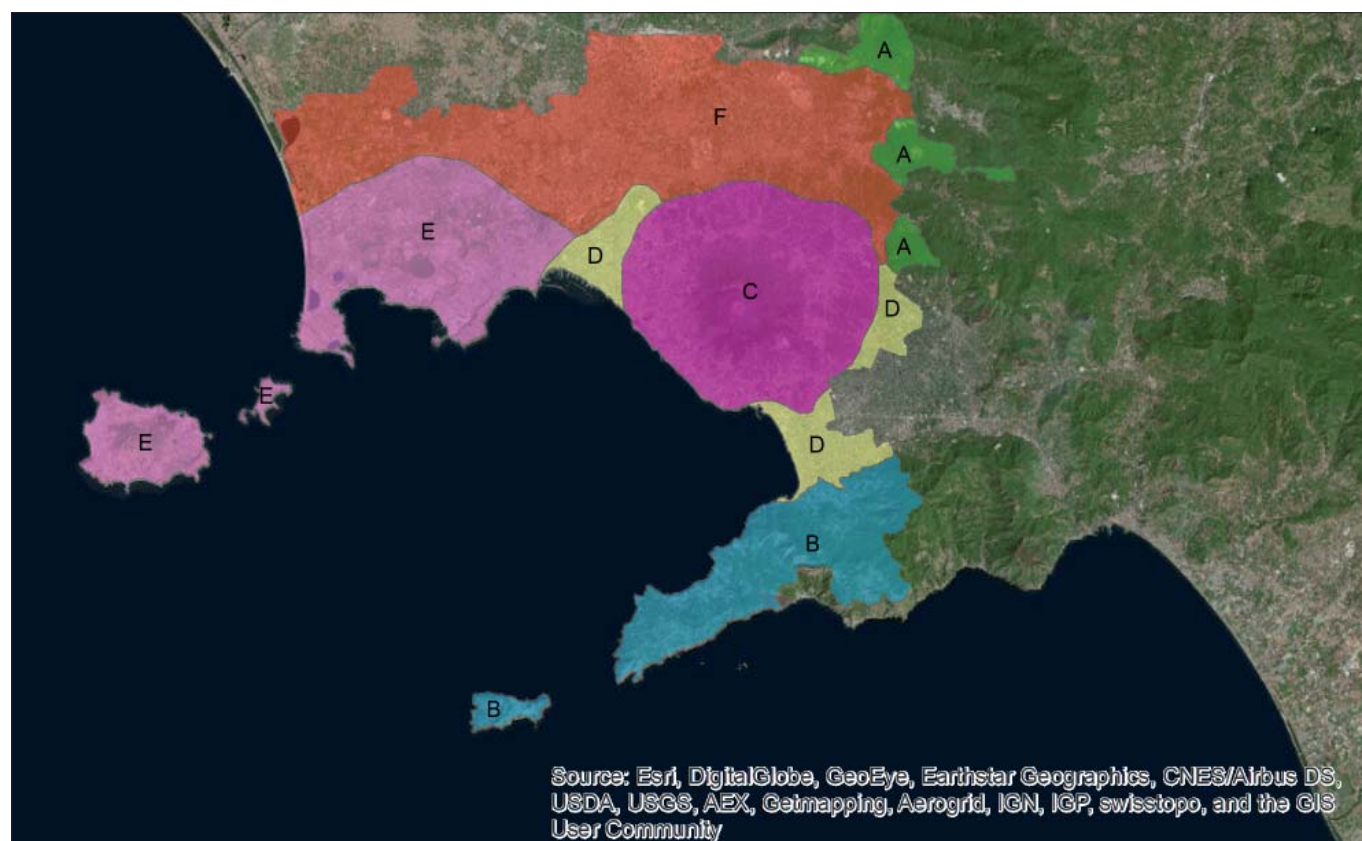 A
F
A
E
D
A
C
D
E
E
D
B
B
Source: Esri, DigitalGlobe, GeoEye, Earthstar Geographics, CNES/Airbus DS,
USDA, USGS, AEX, Getmapping, Aerogrid, IGN, IGP, swisstopo, and the GIS
User Community